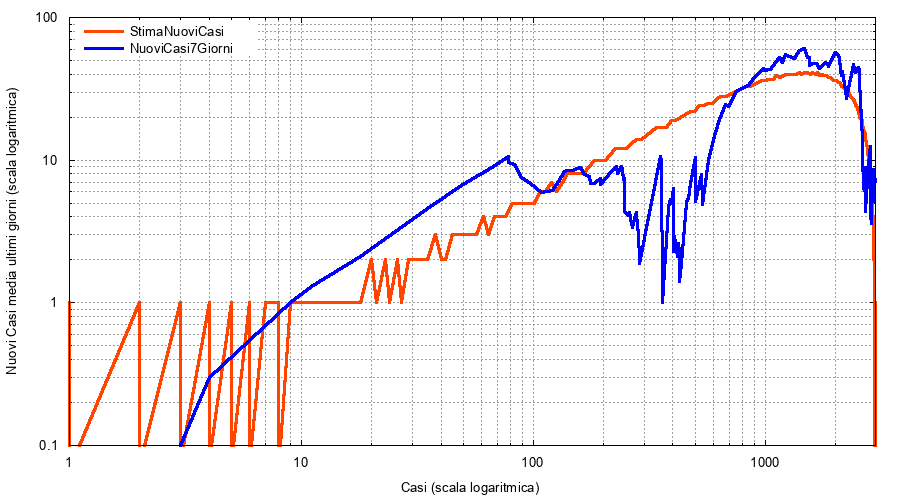 100
StimaNuoviCasi
NuoviCasi7Giorni
10
1
0.1
1 10 100 1000
Nuovi Casi media ultimi giorni (scala logaritmica)
Casi (scala logaritmica)